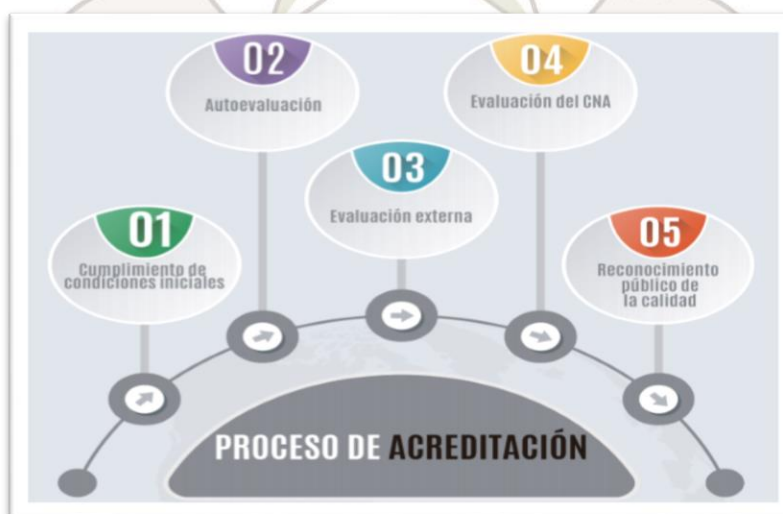 01
Cumplimiento de
condiciones iniciales
02
Autoevaluación
03
Evaluación externa
04
Evaluación del CNA
05
Reconocimiento
público de
la calidad
PROCESO DE ACREDITACIÓN